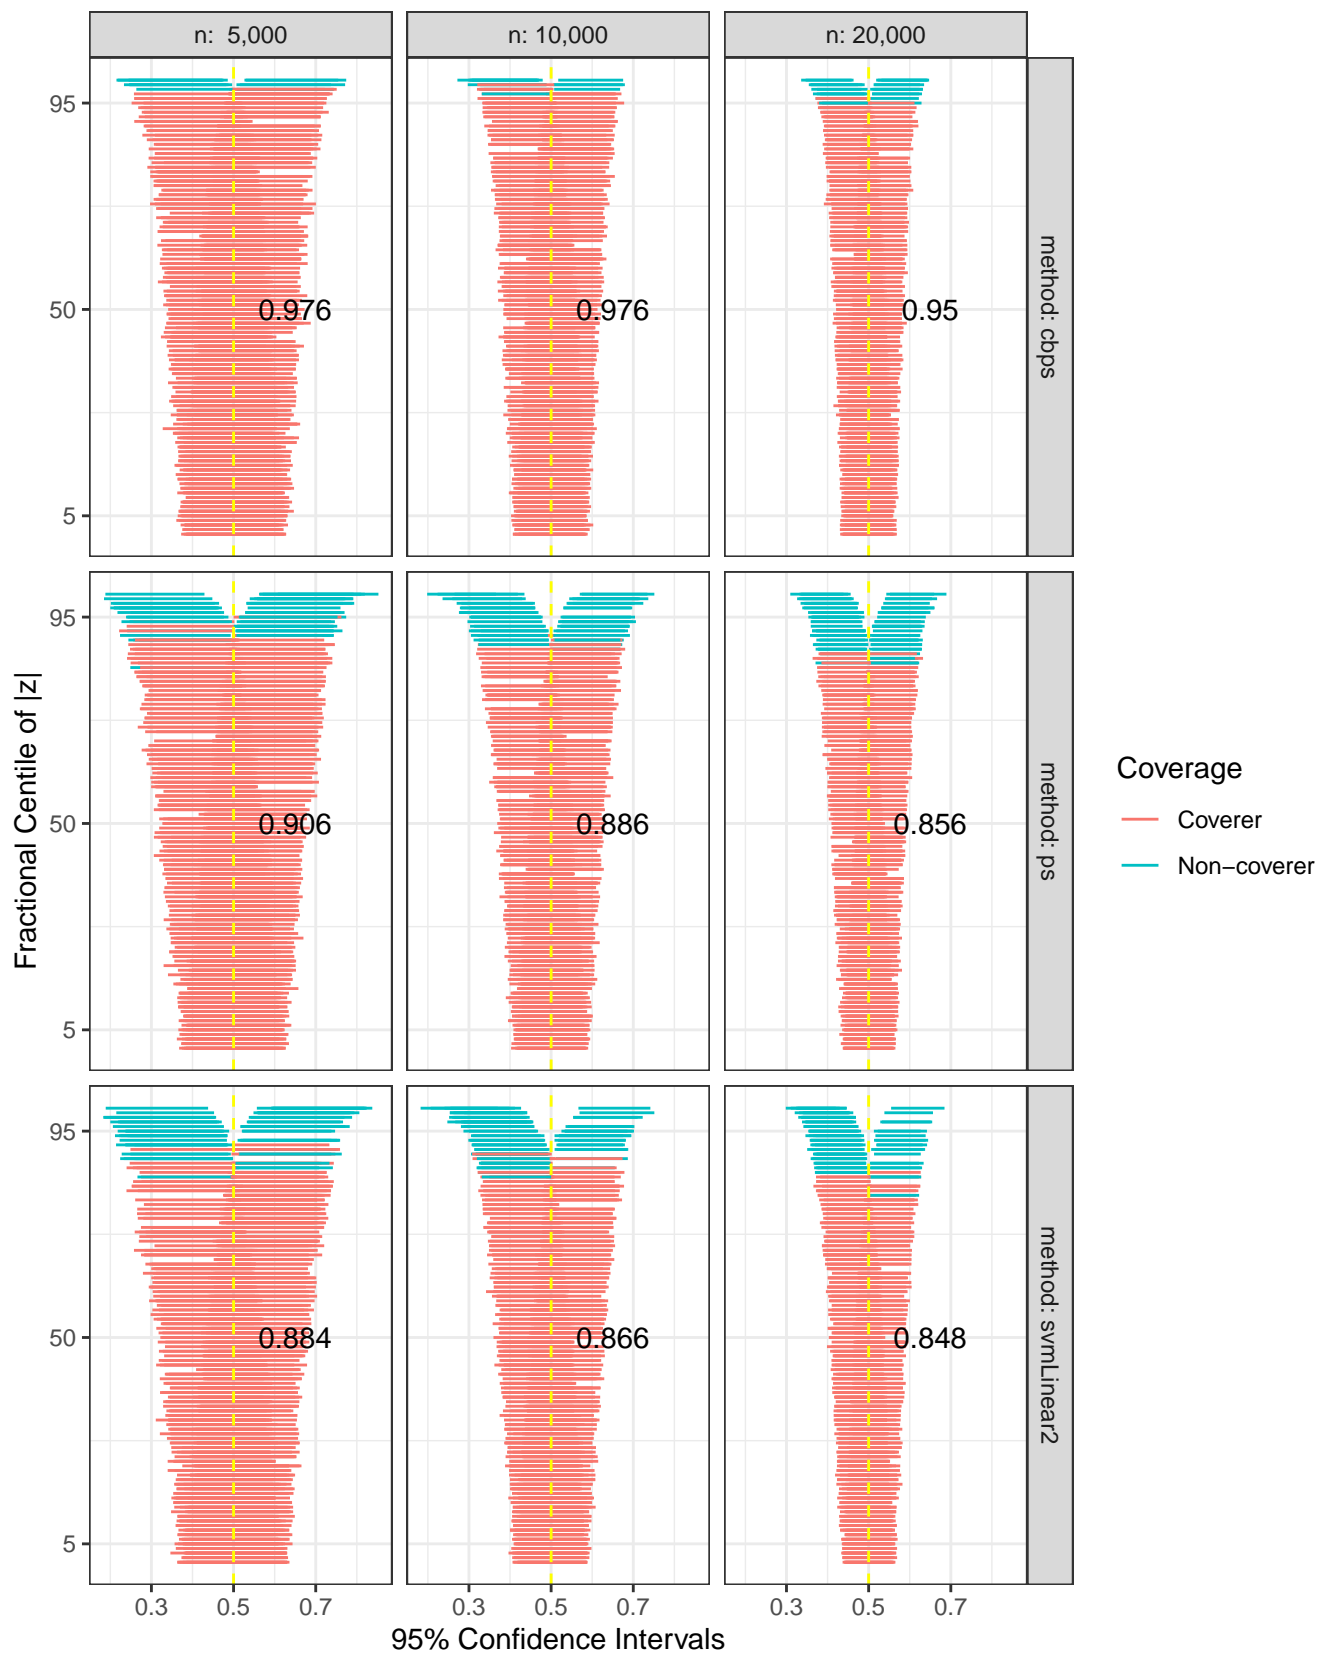 n:  5,000
n: 10,000
n: 20,000
95
50
5
0.976
0.976
0.95
method: cbps
95
50
5
0.906
0.886
0.856
method: ps
95
50
5
0.884
0.866
0.848
method: svmLinear2
Fractional Centile of |z|
0.3
0.5
0.7
0.3
0.5
0.7
0.3
0.5
0.7
95% Confidence Intervals
Coverage
Coverer
Non−coverer